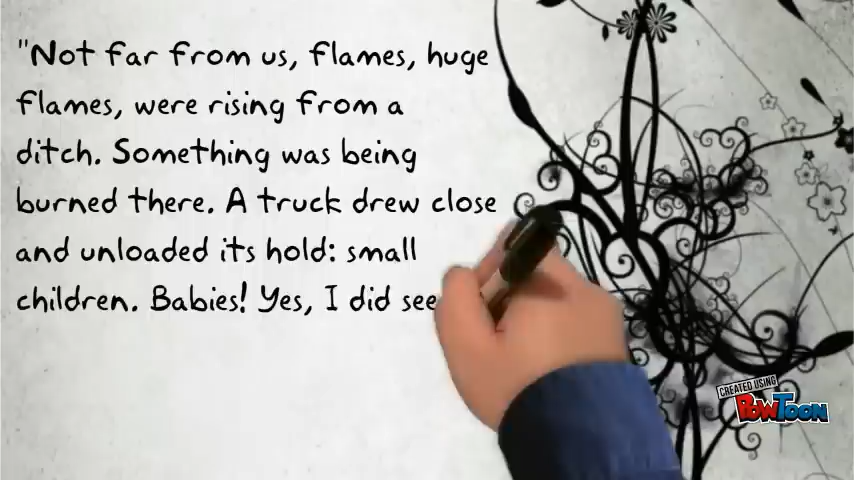 "Not far from us, flames, huge
flames, were rising from a
ditch. Something was being
burned there. A truck drew close
and unloaded its hold: small
children. Babies! Yes, I did see
CREATED USING
POWTOON